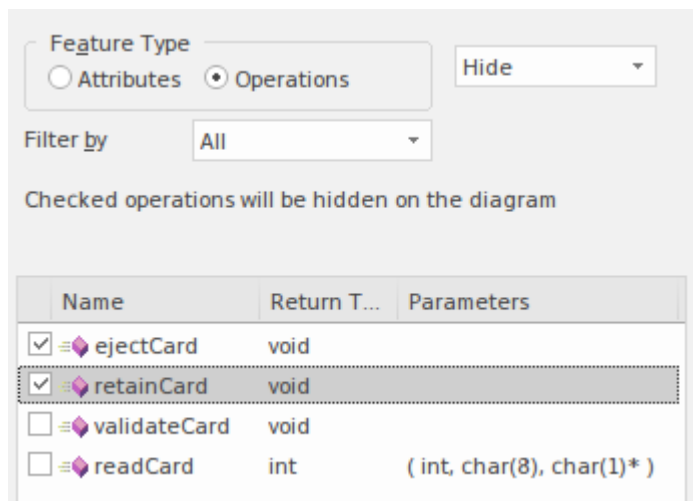 Feature Type
Attributes Operations Hide
Filter by All
Checked operations will be hidden on the diagram
Name Return T... Parameters
ejectCard void
retainCard void
validateCard void
readCard int ( int, char(8), char(1)* )